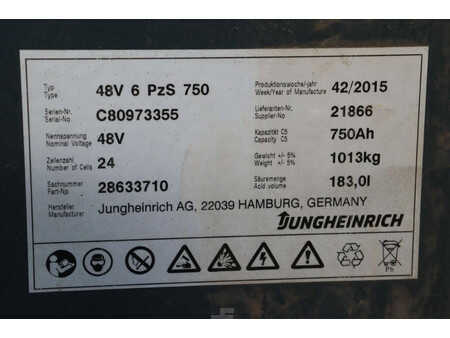 Typ 48V 6 PzS 750 Produktionswoche/-jahr 42/2015
Type Week/Year of Manufacture
Serien-Nr. C80973355 Lieferanten-Nr. 21866
Serial-No. Supplier-No
Nennspannung 48V Kapazität C5 750Ah
Nominal Voltage Capacity C5
Zellenzahl 24 Gewicht +/- 5% 1013kg
Number of Cells Weight +/- 5%
Sachnummer 28633710 Säuremenge 183,0l
Part-No Acid volume
Hersteller Jungheinrich AG, 22039 HAMBURG, GERMANY
Manufacturer JUNGHEINRICH
Pb